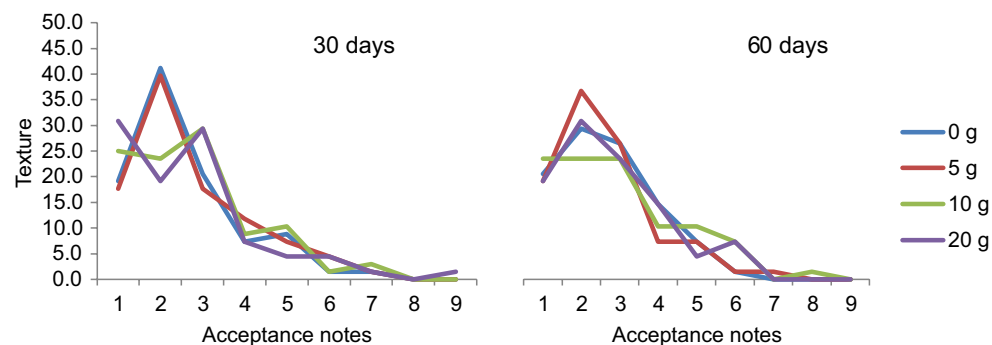 50.0
45.0
40.0
35.0
30.0
25.0
20.0
15.0
10.0
5.0
0.0
Texture
30 days
1 2 3 4 5 6 7 8 9
Acceptance notes
60 days
1 2 3 4 5 6 7 8 9
Acceptance notes
0 g
5 g
10 g
20 g